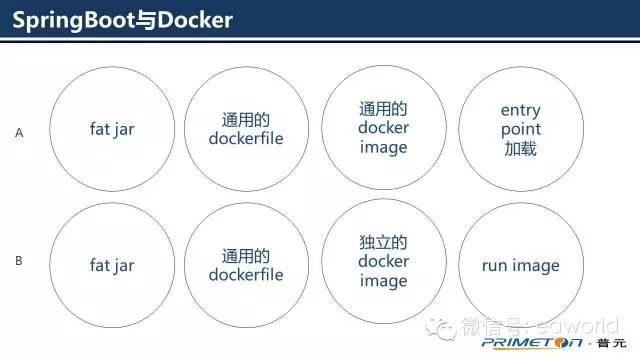 SpringBoot与Docker
A
fat jar
通用的
dockerfile
通用的
docker
image
entry
point
加载
B
fat jar
通用的
dockerfile
独立的
docker
image
run image
微信号: eaworld
PRIMETON·普元